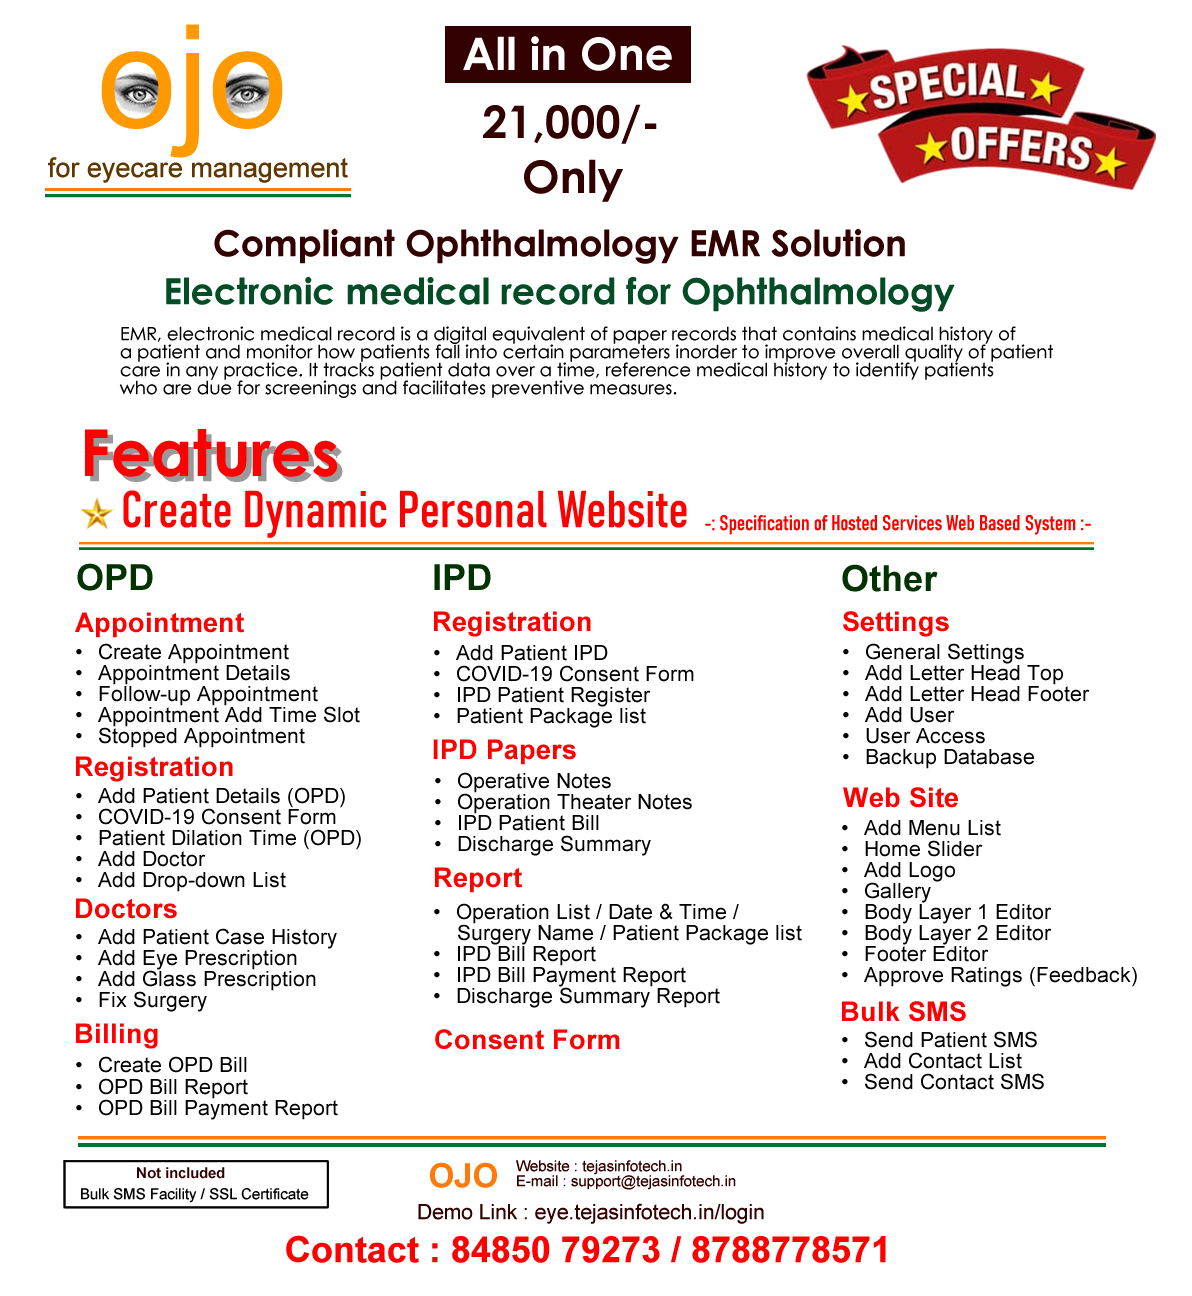 ojo
for eyecare management
All in One
21,000/-
Only
SPECIAL
OFFERS
Compliant Ophthalmology EMR Solution
Electronic medical record for Ophthalmology
EMR, electronic medical record is a digital equivalent of paper records that contains medical history of
a patient and monitor how patients fall into certain parameters inorder to improve overall quality of patient
care in any practice. It tracks patient data over a time, reference medical history to identify patients
who are due for screenings and facilitates preventive measures.
Features
Create Dynamic Personal Website
-: Specification of Hosted Services Web Based System :-
OPD
Appointment
• Create Appointment
• Appointment Details
• Follow-up Appointment
• Appointment Add Time Slot
• Stopped Appointment
Registration
• Add Patient Details (OPD)
• COVID-19 Consent Form
• Patient Dilation Time (OPD)
• Add Doctor
• Add Drop-down List
Doctors
• Add Patient Case History
• Add Eye Prescription
• Add Glass Prescription
• Fix Surgery
Billing
• Create OPD Bill
• OPD Bill Report
• OPD Bill Payment Report
IPD
Registration
• Add Patient IPD
• COVID-19 Consent Form
• IPD Patient Register
• Patient Package list
IPD Papers
• Operative Notes
• Operation Theater Notes
• IPD Patient Bill
• Discharge Summary
Report
• Operation List / Date & Time /
Surgery Name / Patient Package list
• IPD Bill Report
• IPD Bill Payment Report
• Discharge Summary Report
Consent Form
Other
Settings
• General Settings
• Add Letter Head Top
• Add Letter Head Footer
• Add User
• User Access
• Backup Database
Web Site
• Add Menu List
• Home Slider
• Add Logo
• Gallery
• Body Layer 1 Editor
• Body Layer 2 Editor
• Footer Editor
• Approve Ratings (Feedback)
Bulk SMS
• Send Patient SMS
• Add Contact List
• Send Contact SMS
Not included
Bulk SMS Facility / SSL Certificate
OJO
Website : tejasinfotech.in
E-mail : support@tejasinfotech.in
Demo Link : eye.tejasinfotech.in/login
Contact : 84850 79273 / 8788778571